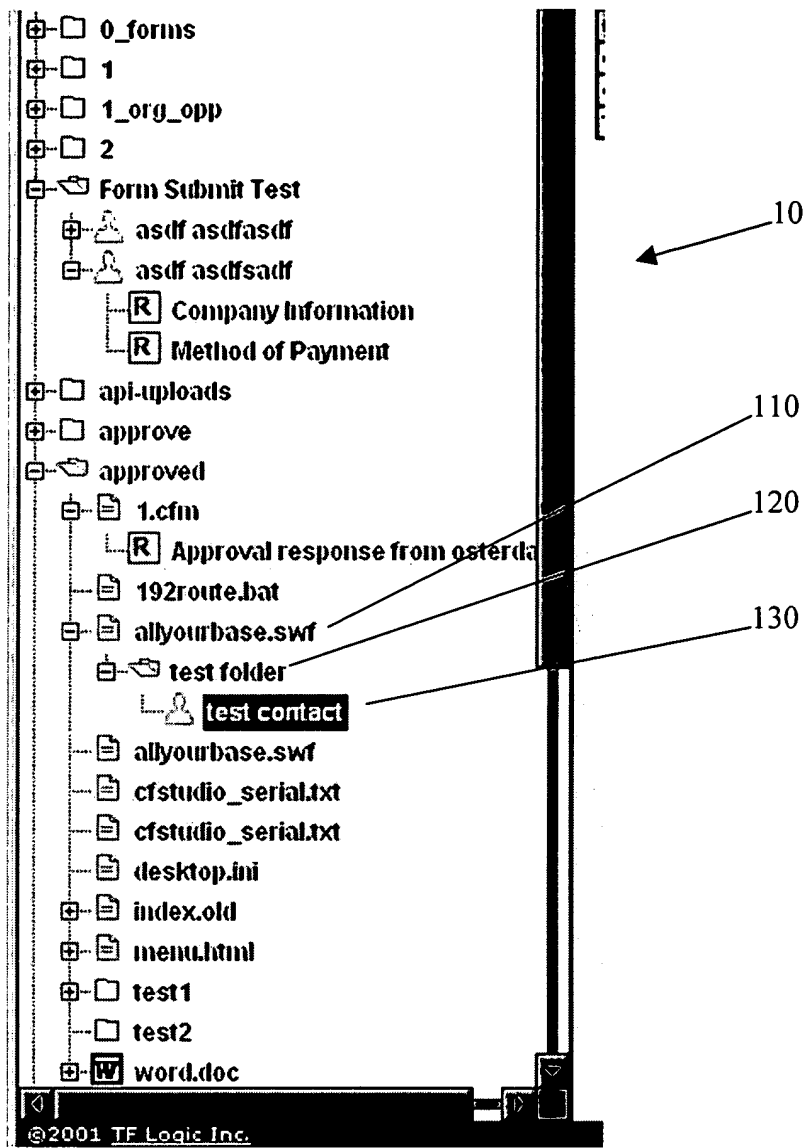 0_forms
1
1_org_opp
2
Form Submit Test
asdf asdfasdf
asdf asdfsadf
R Company Information
R Method of Payment
api-uploads
approve
approved
1.cfm
R Approval response from osterda
192route.bat
allyourbase.swf
test folder
test contact
allyourbase.swf
cfstudio_serial.txt
cfstudio_serial.txt
desktop.ini
index.old
menu.html
test1
test2
W word.doc
©2001 TF Logic Inc.
10
110
120
130